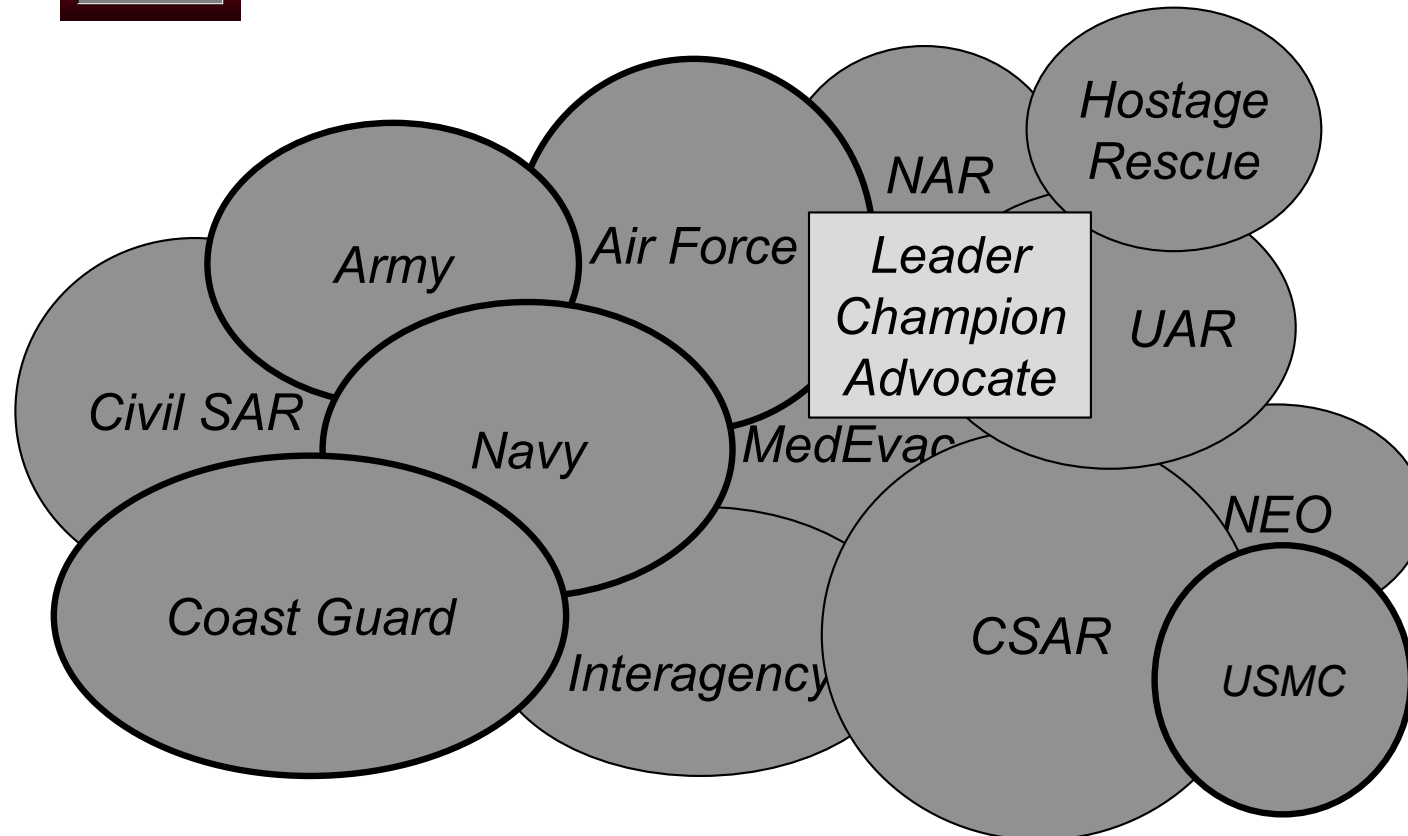 Hostage
Rescue
NAR
Air Force
Army
Leader
Champion
Advocate
UAR
Civil SAR
Navy
MedEvac
NEO
Coast Guard
CSAR
Interagency
USMC